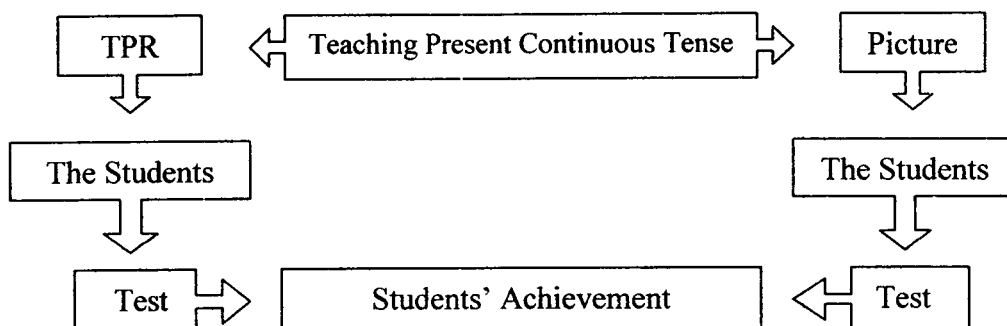 TPR
Teaching Present Continuous Tense
Picture
The Students
The Students
Test
Students’ Achievement
Test